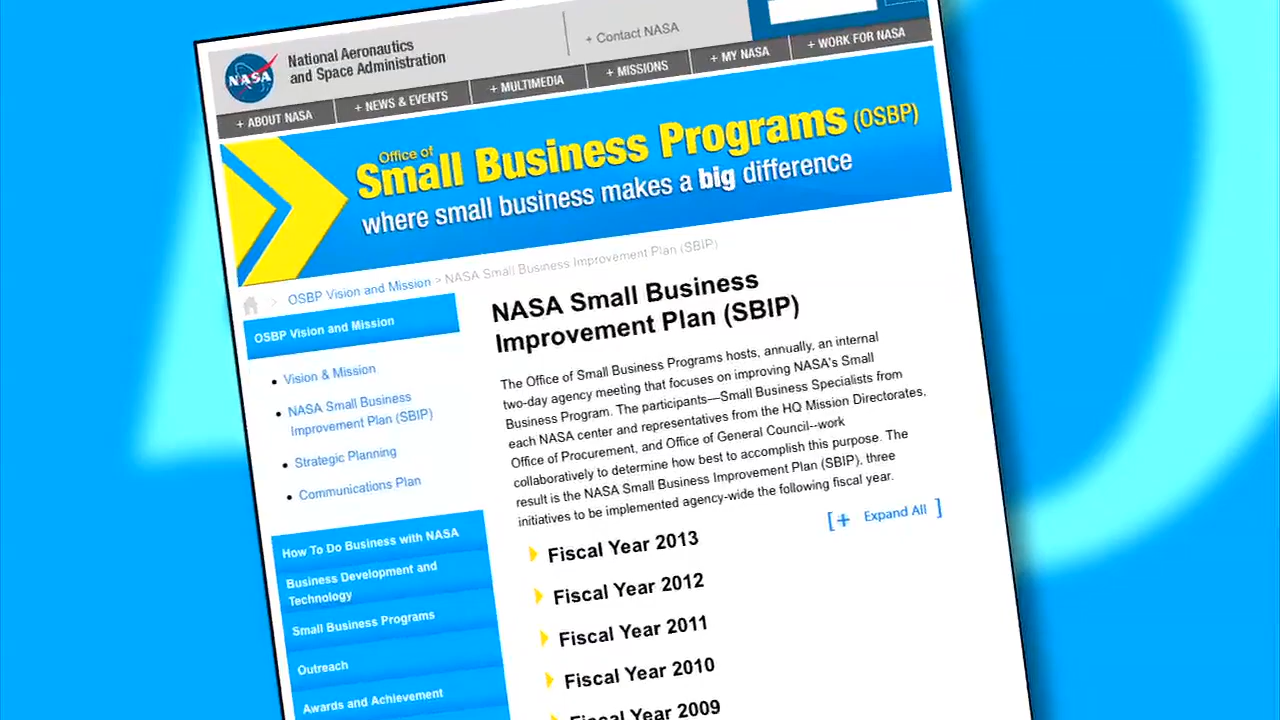 NASA
National Aeronautics
and Space Administration
+ Contact NASA
+ ABOUT NASA
+ NEWS & EVENTS
+ MULTIMEDIA
+ MISSIONS
+ MY NASA
+ WORK FOR NASA
Office of
Small Business Programs (OSBP)
where small business makes a big difference
OSBP Vision and Mission > NASA Small Business Improvement Plan (SBIP)
OSBP Vision and Mission
Vision & Mission
NASA Small Business
Improvement Plan (SBIP)
Strategic Planning
Communications Plan
How To Do Business with NASA
Business Development and
Technology
Small Business Programs
Outreach
Awards and Achievement
NASA Small Business
Improvement Plan (SBIP)
The Office of Small Business Programs hosts, annually, an internal
two-day agency meeting that focuses on improving NASA's Small
Business Program. The participants—Small Business Specialists from
each NASA center and representatives from the HQ Mission Directorates,
Office of Procurement, and Office of General Council--work
collaboratively to determine how best to accomplish this purpose. The
result is the NASA Small Business Improvement Plan (SBIP), three
initiatives to be implemented agency-wide the following fiscal year.
[+ Expand All ]
Fiscal Year 2013
Fiscal Year 2012
Fiscal Year 2011
Fiscal Year 2010
Fiscal Year 2009